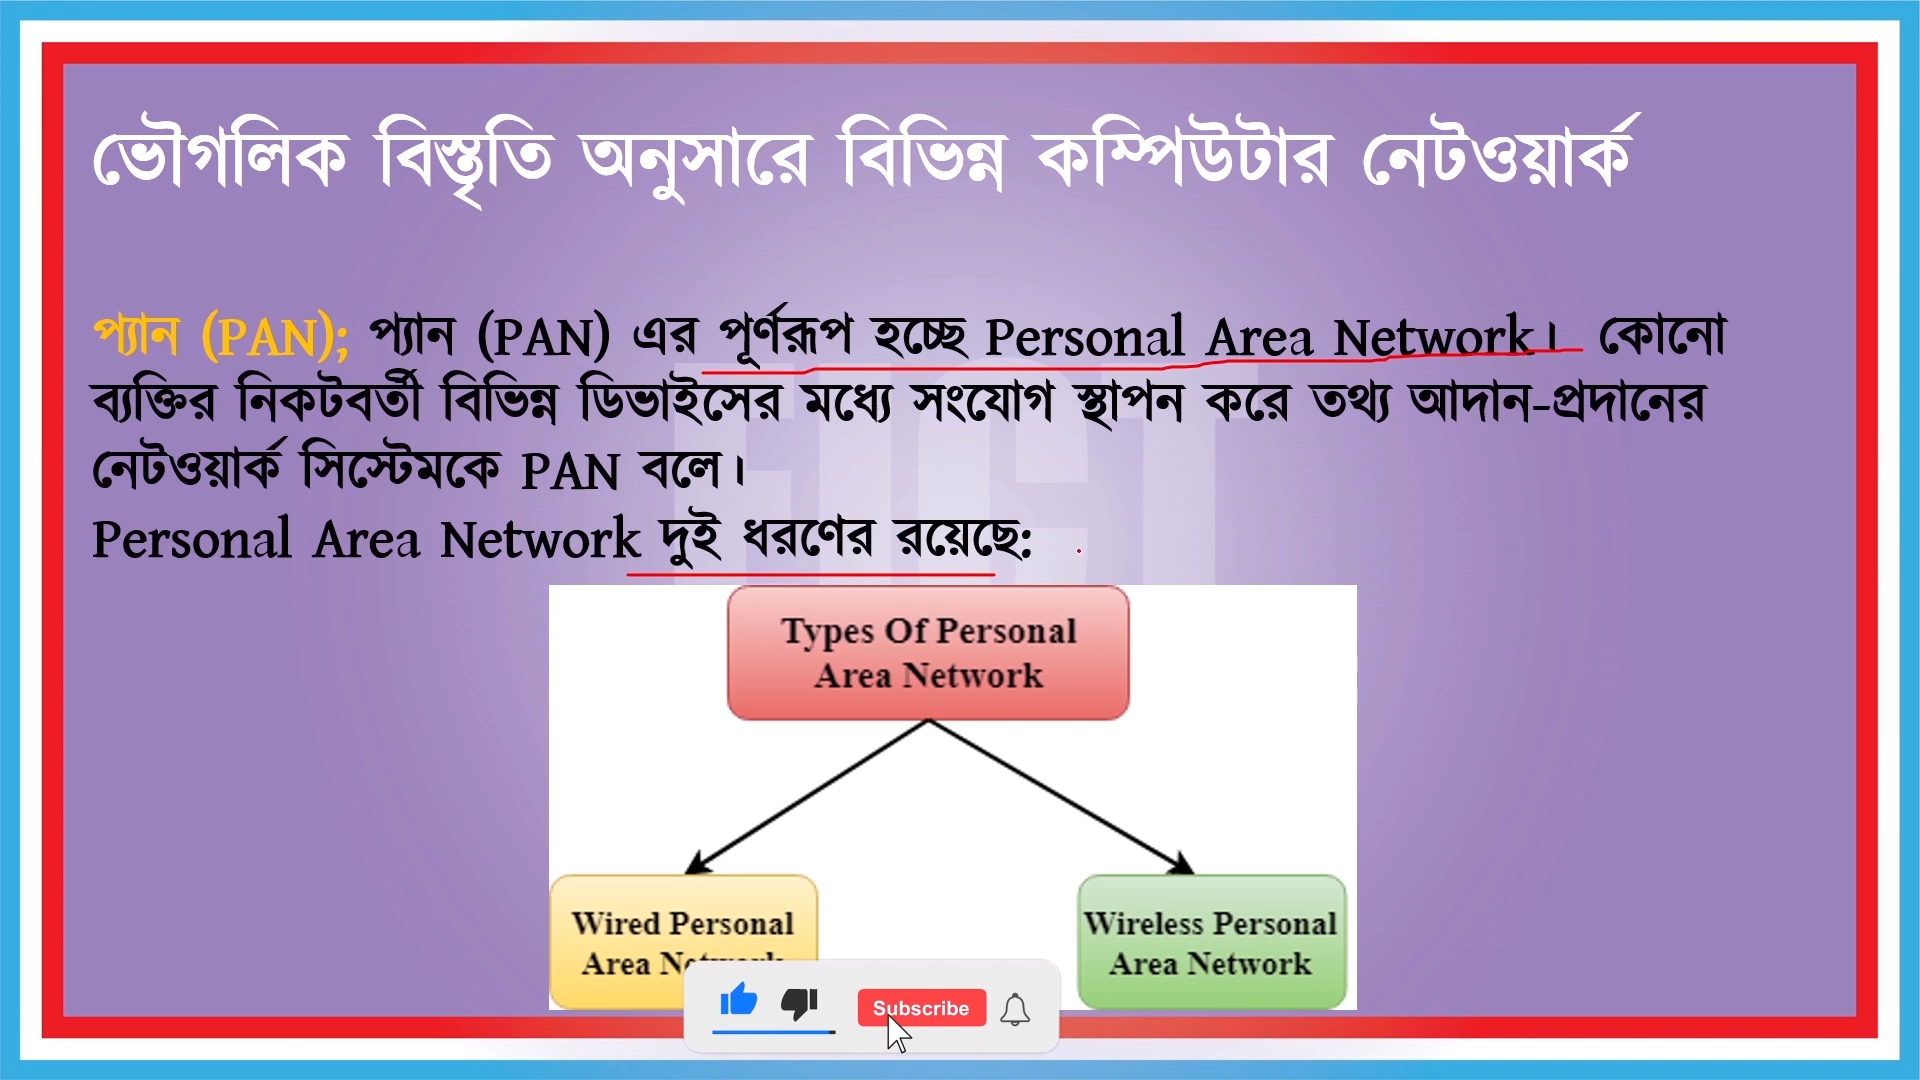 ভৌগলিক বিস্তৃতি অনুসারে বিভিন্ন কম্পিউটার নেটওয়ার্ক
প্যান (PAN); প্যান (PAN) এর পূর্ণরূপ হচ্ছে Personal Area Network। কোনো
ব্যক্তির নিকটবর্তী বিভিন্ন ডিভাইসের মধ্যে সংযোগ স্থাপন করে তথ্য আদান-প্রদানের
নেটওয়ার্ক সিস্টেমকে PAN বলে।
Personal Area Network দুই ধরণের রয়েছে:
Types Of Personal
Area Network
Wired Personal
Area Network
Wireless Personal
Area Network
Subscribe